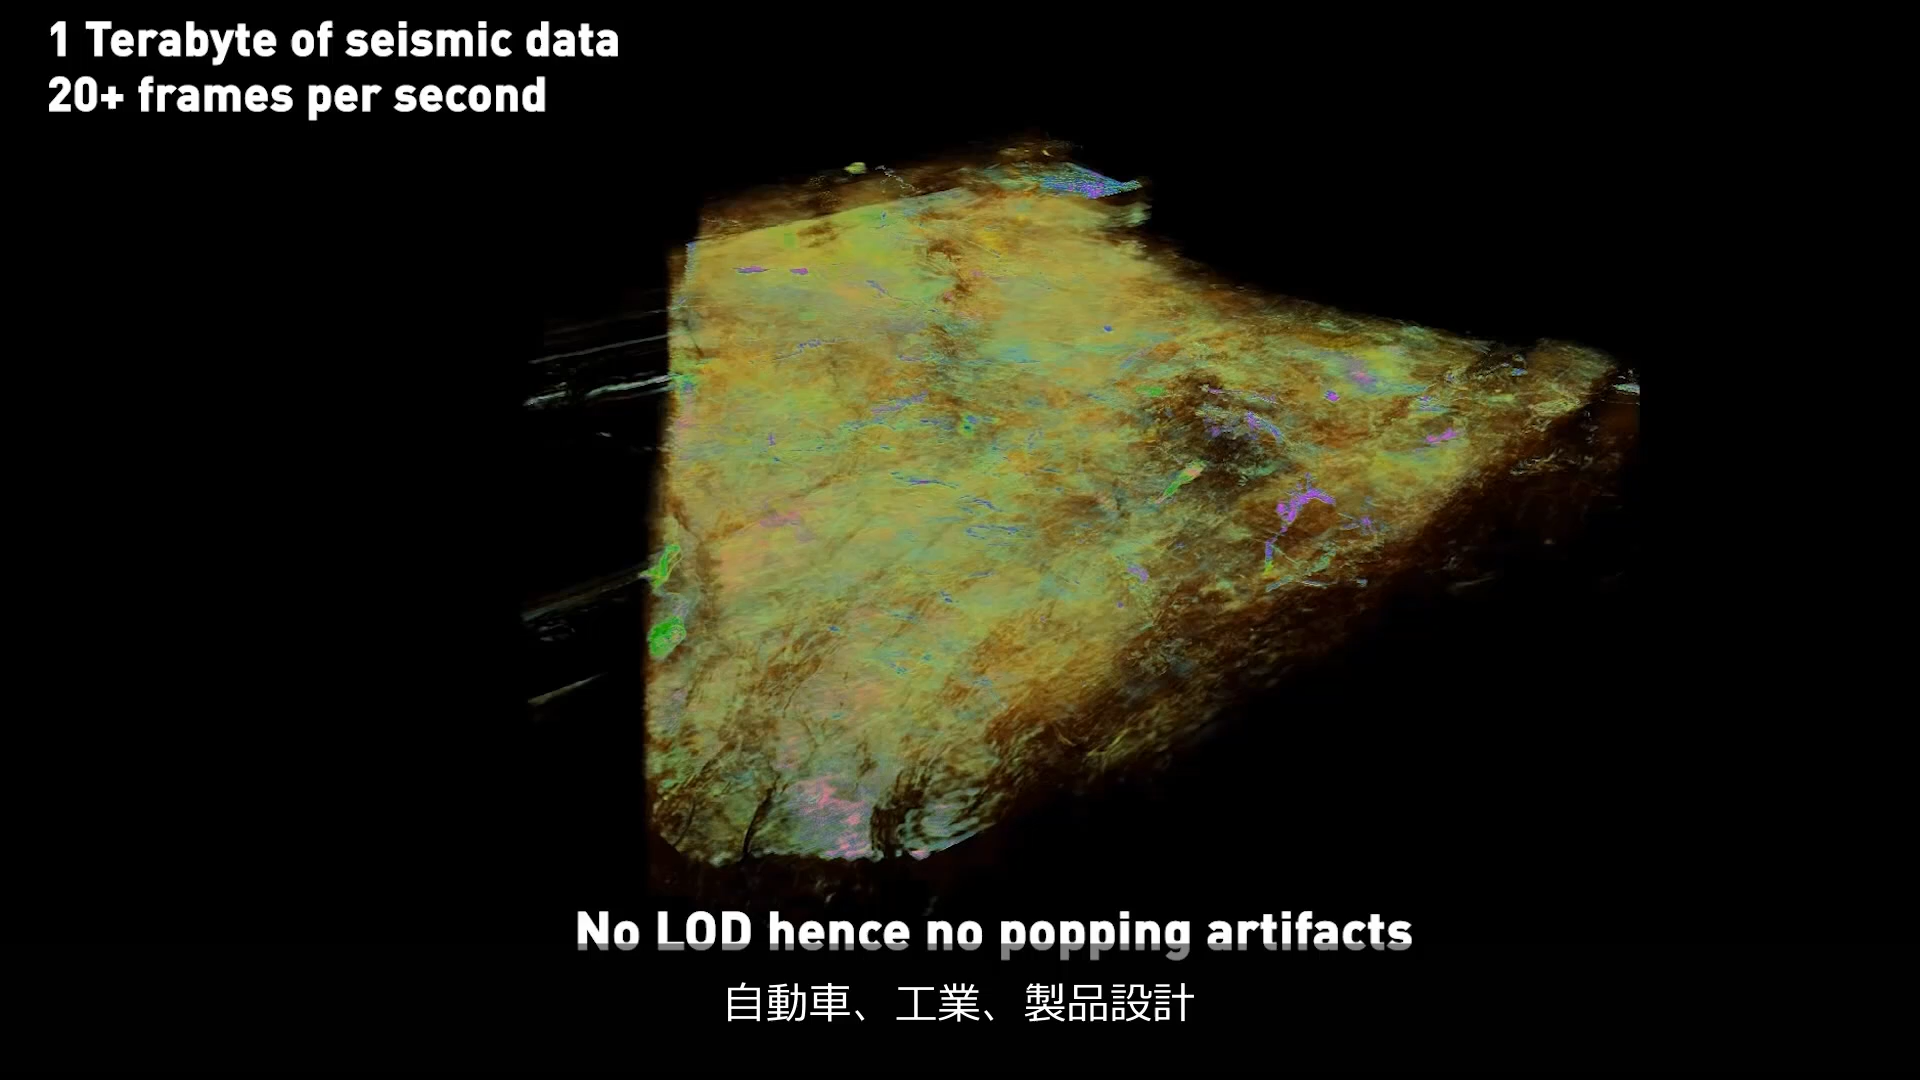 1 Terabyte of seismic data
20+ frames per second
No LOD hence no popping artifacts
自動車、工業、製品設計